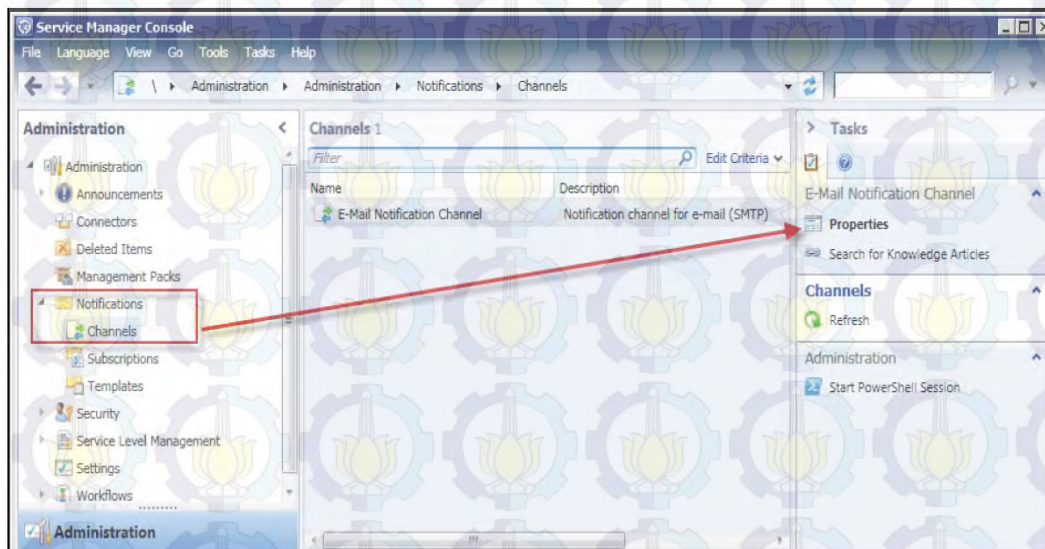 Service Manager Console
File Language View Go Tools Tasks Help
\ Administration Administration Notifications Channels
Administration
Administration
Announcements
Connectors
Deleted Items
Management Packs
Notifications
Channels
Subscriptions
Templates
Security
Service Level Management
Settings
Workflows
Administration
Channels 1
Filter
Edit Criteria
Name Description
E-Mail Notification Channel Notification channel for e-mail (SMTP)
Tasks
E-Mail Notification Channel
Properties
Search for Knowledge Articles
Channels
Refresh
Administration
Start PowerShell Session